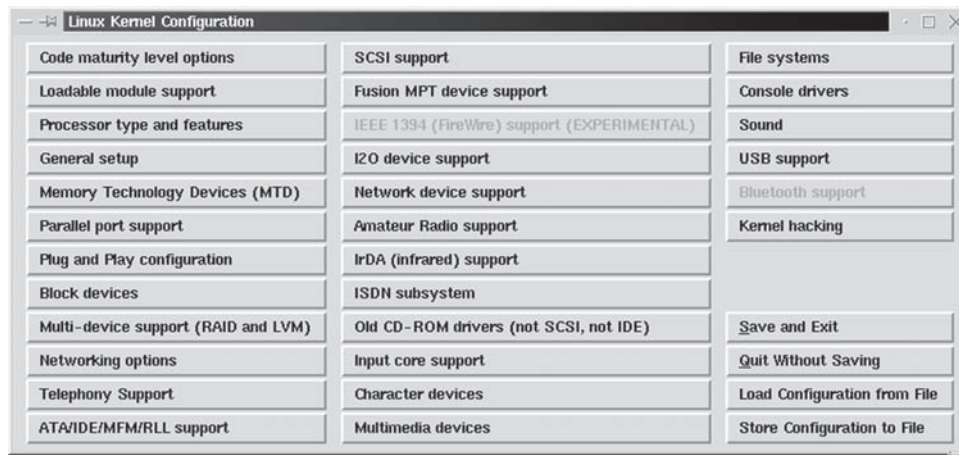 Linux Kernel Configuration
Code maturity level options
Loadable module support
Processor type and features
General setup
Memory Technology Devices (MTD)
Parallel port support
Plug and Play configuration
Block devices
Multi-device support (RAID and LVM)
Networking options
Telephony Support
ATA/IDE/MFM/RLL support
SCSI support
Fusion MPT device support
IEEE 1394 (FireWire) support (EXPERIMENTAL)
I2O device support
Network device support
Amateur Radio support
IrDA (infrared) support
ISDN subsystem
Old CD-ROM drivers (not SCSI, not IDE)
Input core support
Character devices
Multimedia devices
File systems
Console drivers
Sound
USB support
Bluetooth support
Kernel hacking
Save and Exit
Quit Without Saving
Load Configuration from File
Store Configuration to File